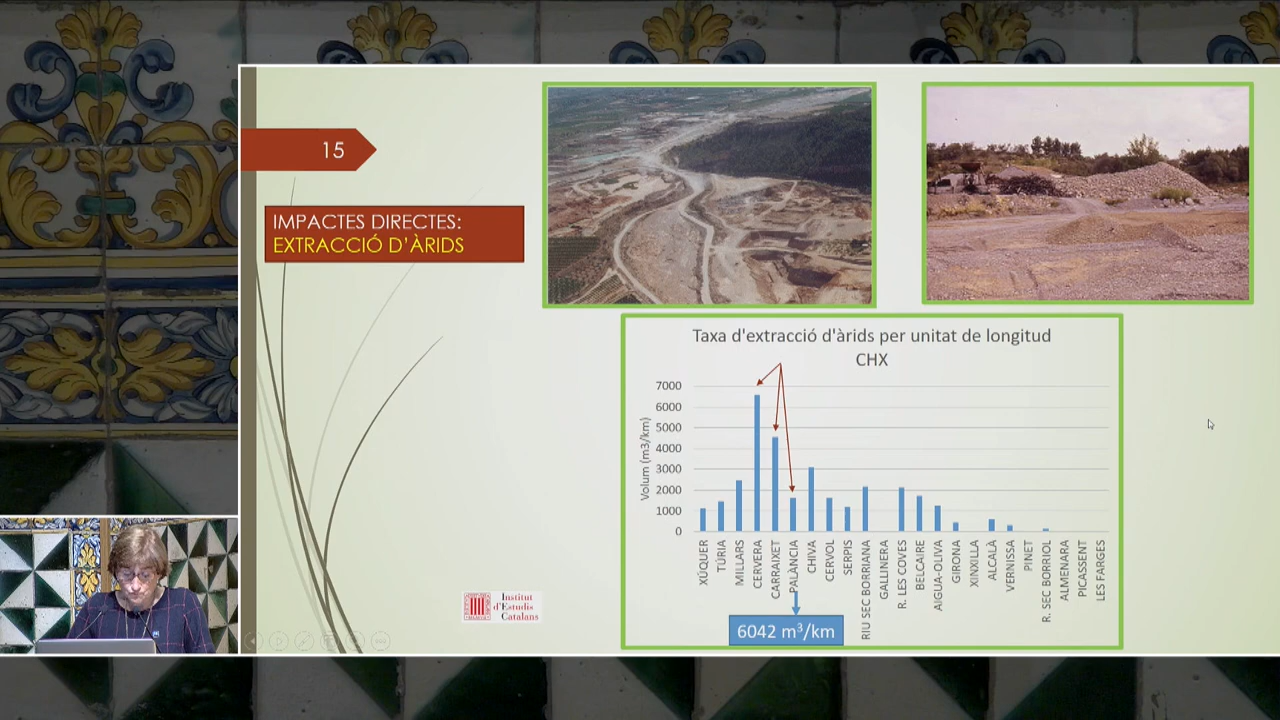 15
IMPACTES DIRECTES:
EXTRACCIÓ D'ÀRIDS
Taxa d'extracció d'àrids per unitat de longitud
CHX
Volum (m3/km)
7000
6000
5000
4000
3000
2000
1000
0
XÚQUER
TÚRIA
MILLARS
CERVERA
CARRAIXET
PALÀNCIA
CHIVA
CERVOL
SERPIS
RIU SEC BORRIANA
GALLINERA
R. LES COVES
BELCAIRE
AIGUA-OLIVA
GIRONA
XINXILLA
ALCALÀ
VERNISSA
PINET
R. SEC BORRIOL
ALMENARA
PICASSENT
LES FARGES
6042 m³/km
Institut
d'Estudis
Catalans